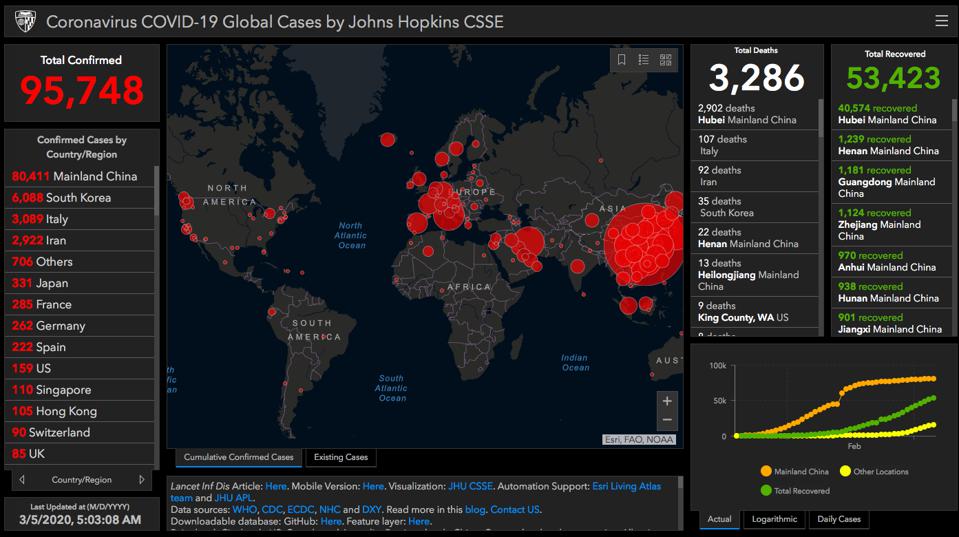 Coronavirus COVID-19 Global Cases by Johns Hopkins CSSE
Total Confirmed
95,748
Confirmed Cases by
Country/Region
80,411 Mainland China
6,088 South Korea
3,089 Italy
2,922 Iran
706 Others
331 Japan
285 France
262 Germany
222 Spain
159 US
110 Singapore
105 Hong Kong
90 Switzerland
85 UK
Country/Region
Last Updated at (M/D/YYYY)
3/5/2020, 5:03:08 AM
NORTH
AMERICA
North
Atlantic
Ocean
EUROPE
ASIA
AFRICA
SOUTH
AMERICA
South
Atlantic
Ocean
Indian
Ocean
AUST
+
−
Esri, FAO, NOAA
Cumulative Confirmed Cases
Existing Cases
Lancet Inf Dis Article: Here. Mobile Version: Here. Visualization: JHU CSSE. Automation Support: Esri Living Atlas
team and JHU APL.
Data sources: WHO, CDC, ECDC, NHC and DXY. Read more in this blog. Contact US.
Downloadable database: GitHub: Here. Feature layer: Here.
Total Deaths
3,286
2,902 deaths
Hubei Mainland China
107 deaths
Italy
92 deaths
Iran
35 deaths
South Korea
22 deaths
Henan Mainland China
13 deaths
Heilongjiang Mainland
China
9 deaths
King County, WA US
Total Recovered
53,423
40,574 recovered
Hubei Mainland China
1,239 recovered
Henan Mainland China
1,181 recovered
Guangdong Mainland
China
1,124 recovered
Zhejiang Mainland
China
970 recovered
Anhui Mainland China
938 recovered
Hunan Mainland China
901 recovered
Jiangxi Mainland China
100k
50k
0
Feb
Mainland China
Other Locations
Total Recovered
Actual
Logarithmic
Daily Cases